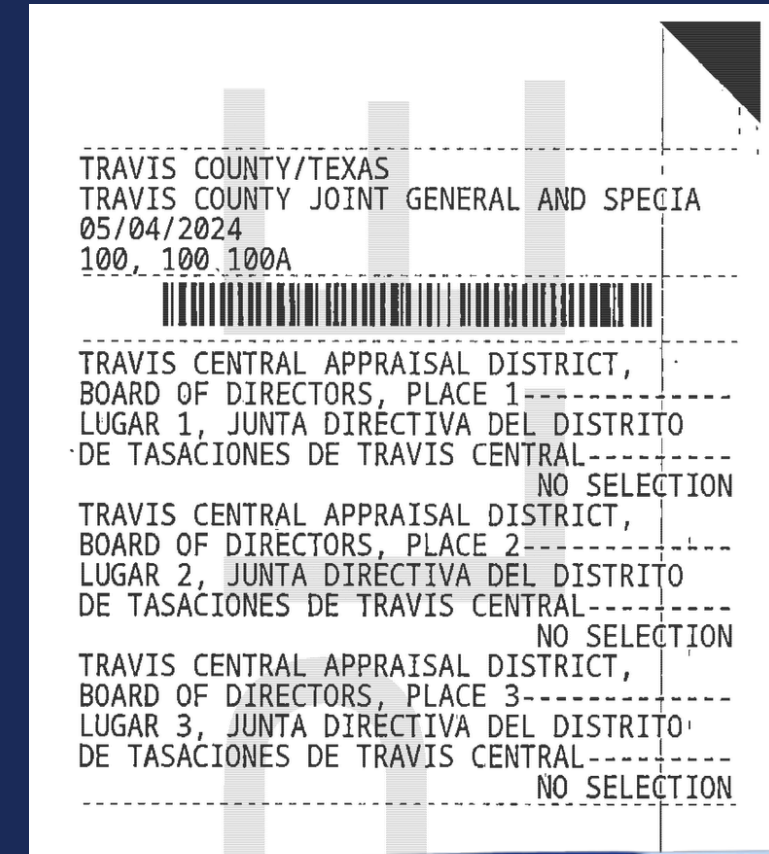 TRAVIS COUNTY/TEXAS
TRAVIS COUNTY JOINT GENERAL AND SPECIA
05/04/2024
100, 100.100A
TRAVIS CENTRAL APPRAISAL DISTRICT,
BOARD OF DIRECTORS, PLACE 1-------------
LUGAR 1, JUNTA DIRECTIVA DEL DISTRITO
DE TASACIONES DE TRAVIS CENTRAL---------
NO SELECTION
TRAVIS CENTRAL APPRAISAL DISTRICT,
BOARD OF DIRECTORS, PLACE 2-------------
LUGAR 2, JUNTA DIRECTIVA DEL DISTRITO
DE TASACIONES DE TRAVIS CENTRAL---------
NO SELECTION
TRAVIS CENTRAL APPRAISAL DISTRICT,
BOARD OF DIRECTORS, PLACE 3-------------
LUGAR 3, JUNTA DIRECTIVA DEL DISTRITO
DE TASACIONES DE TRAVIS CENTRAL---------
NO SELECTION